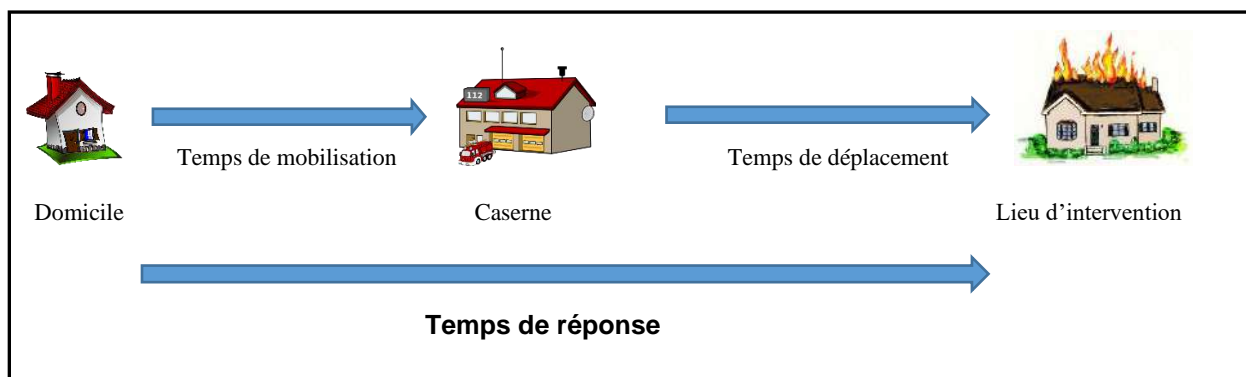 112
Temps de mobilisation
Temps de déplacement
Domicile
Caserne
Lieu d’intervention
Temps de réponse